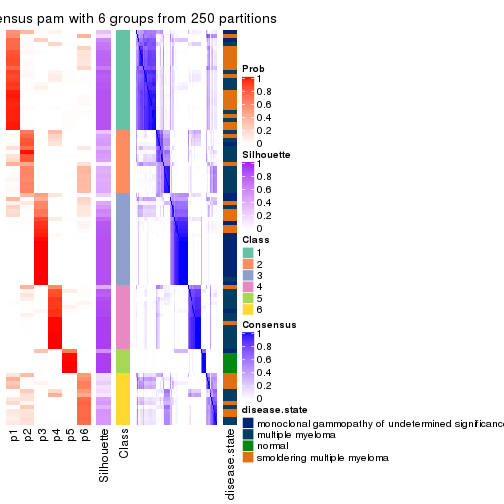 ensus pam with 6 groups from 250 partitions
Prob
1
0.8
0.6
0.4
0.2
0
Silhouette
1
0.8
0.6
0.4
0.2
0
Class
1
2
3
4
5
6
Consensus
1
0.8
0.6
0.4
0.2
0
disease.state
monoclonal gammopathy of undetermined significance
multiple myeloma
normal
smoldering multiple myeloma
p1
p2
p3
p4
p5
p6
Silhouette
Class
disease.state